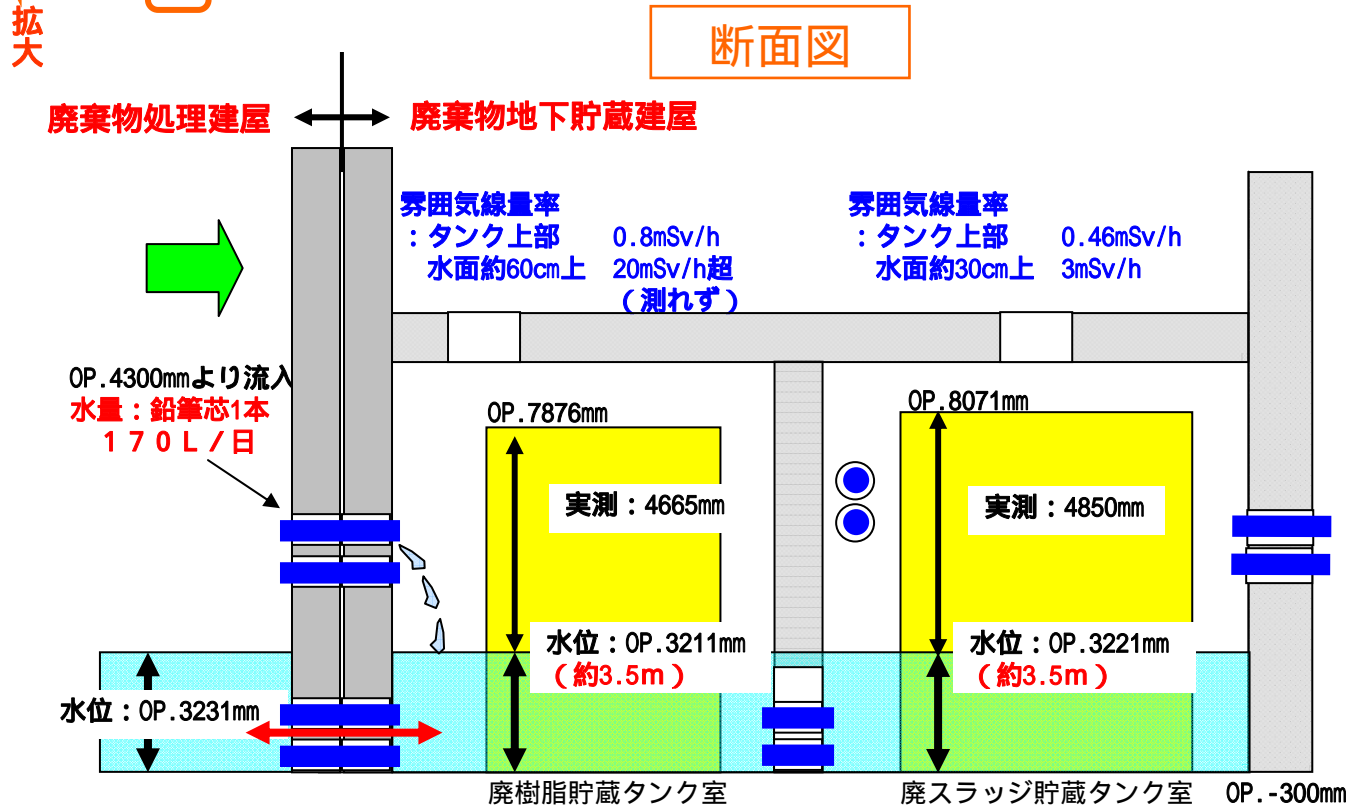 拡大
断面図
廃棄物処理建屋
廃棄物地下貯蔵建屋
雰囲気線量率
：タンク上部 0.8mSv/h
水面約60cm上 20mSv/h超
（測れず）
雰囲気線量率
：タンク上部 0.46mSv/h
水面約30cm上 3mSv/h
OP.4300mmより流入
水量：鉛筆芯1本
１７０Ｌ／日
OP.7876mm
OP.8071mm
実測：4665mm
実測：4850mm
水位：OP.3211mm
（約3.5m）
水位：OP.3221mm
（約3.5m）
水位：OP.3231mm
廃樹脂貯蔵タンク室
廃スラッジ貯蔵タンク室
OP.-300mm